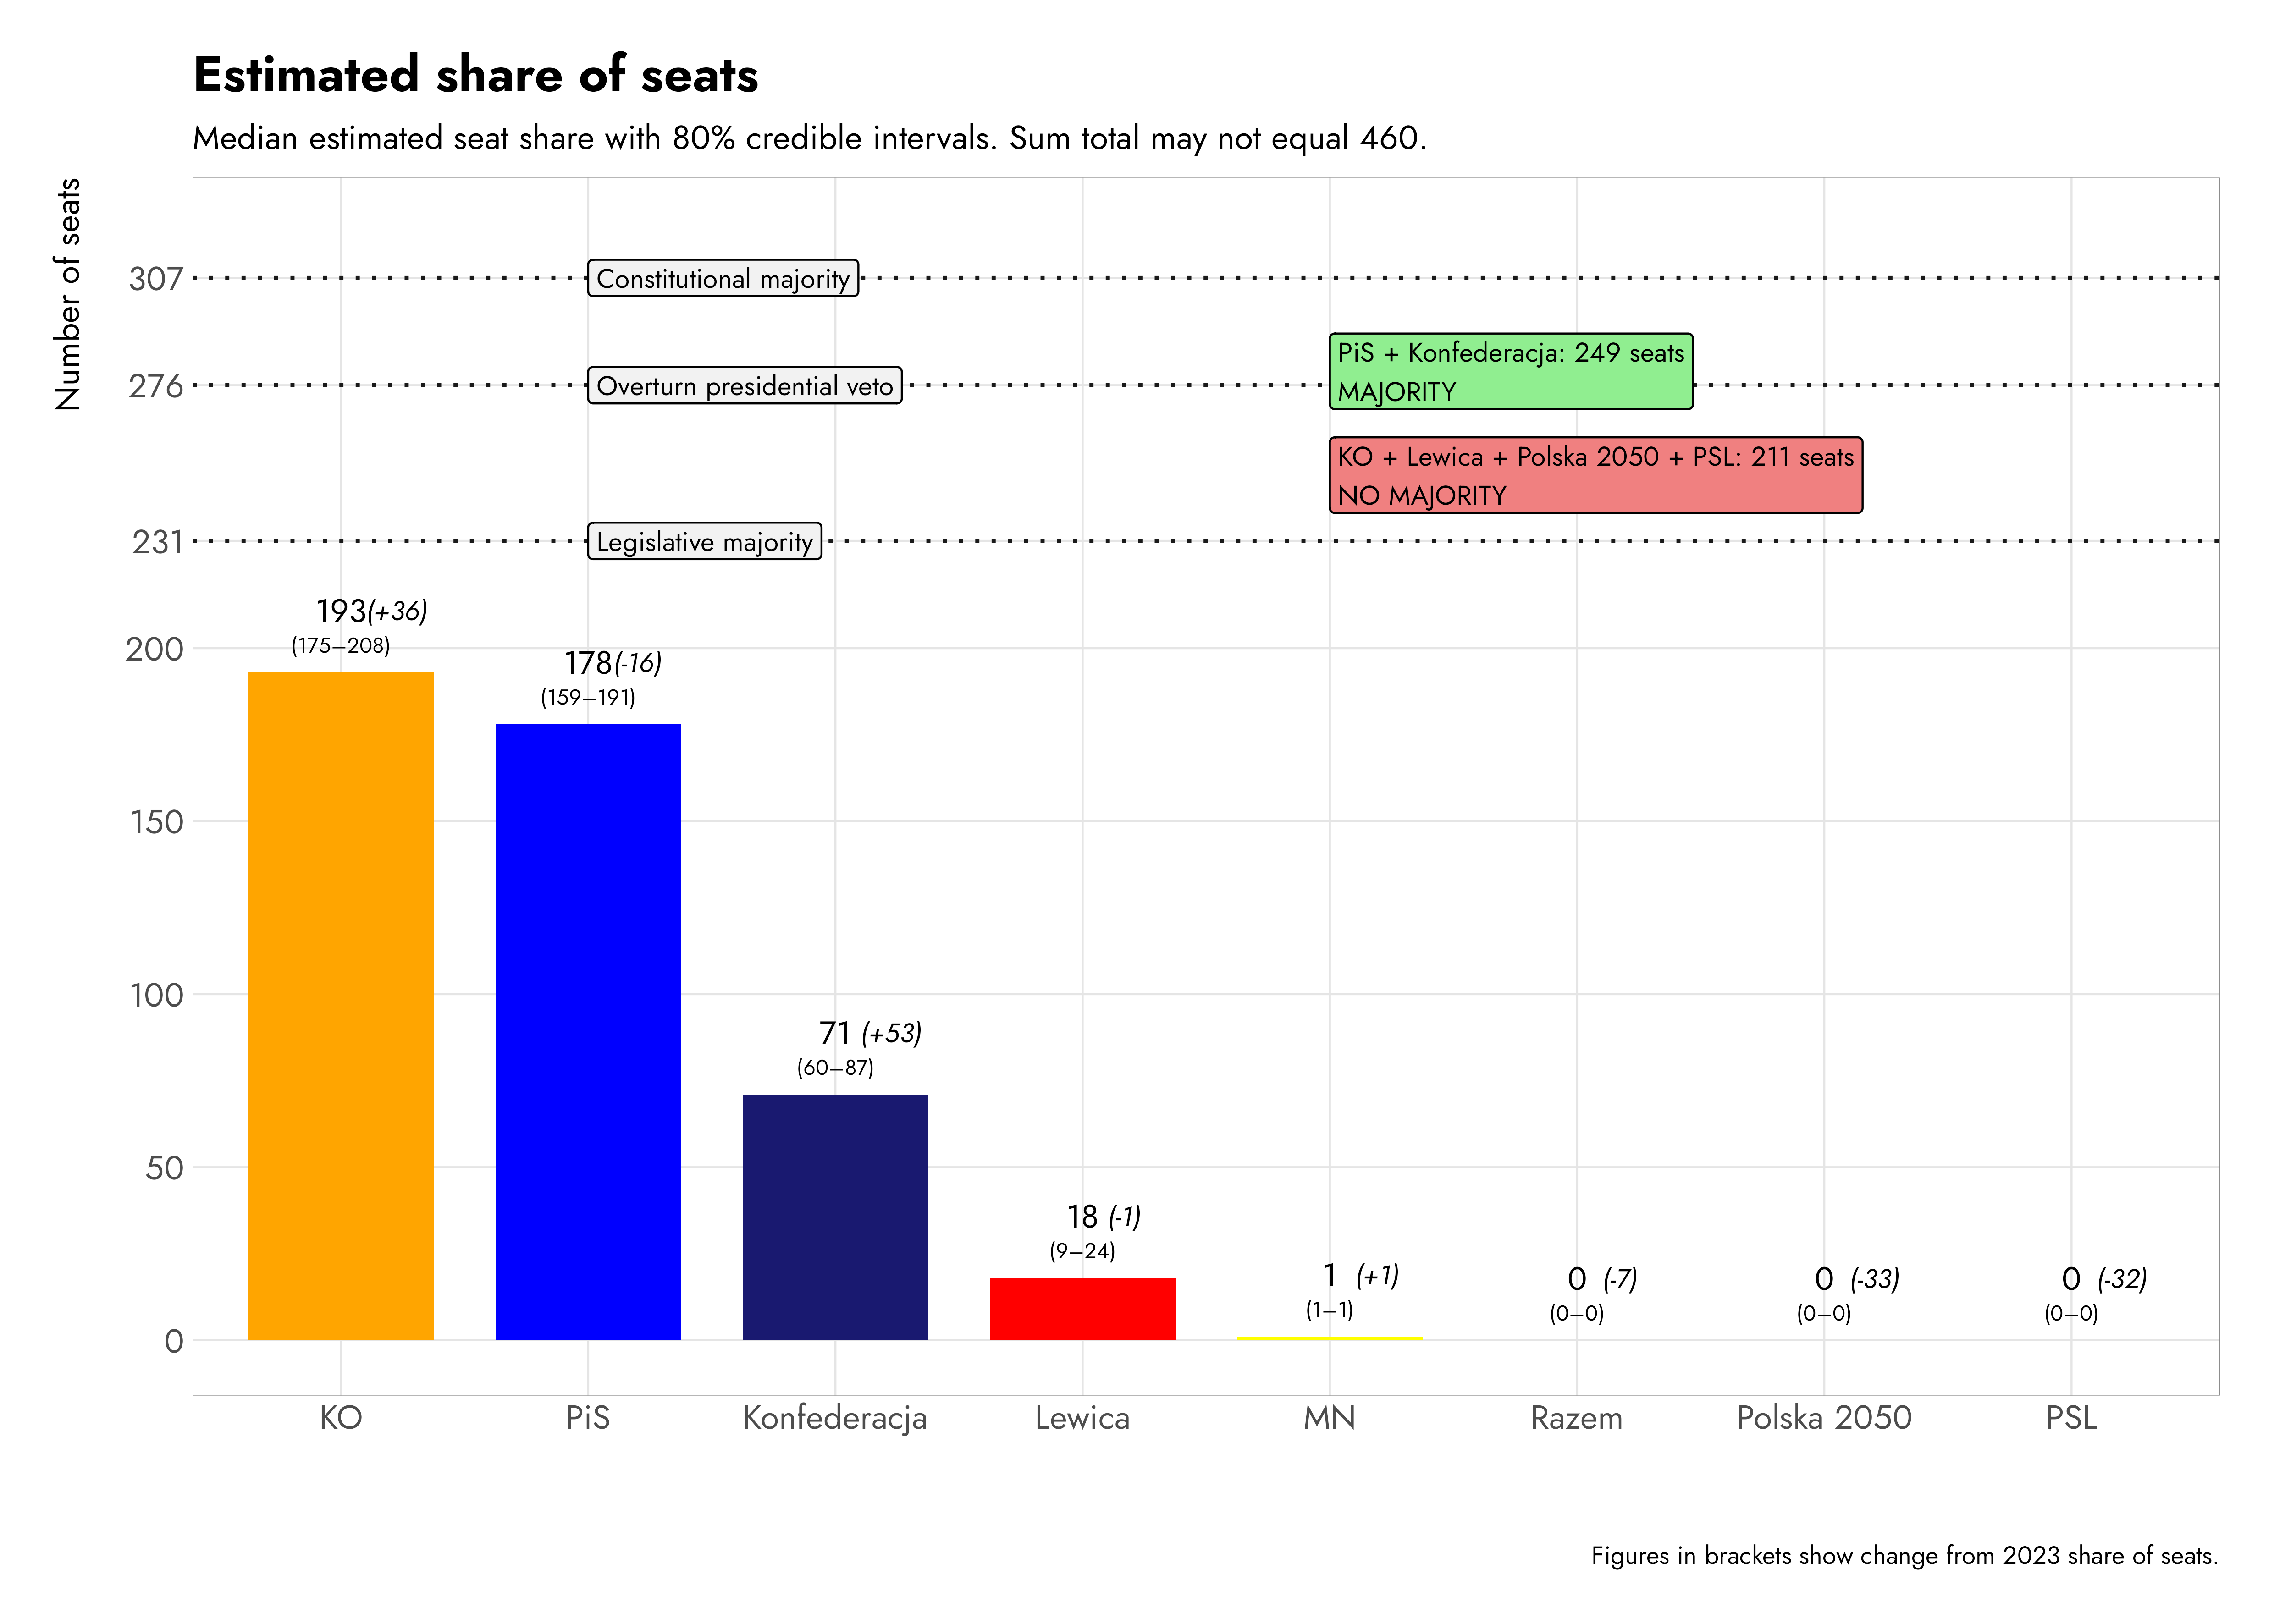 Estimated share of seats
Median estimated seat share with 80% credible intervals. Sum total may not equal 460.
Number of seats
307
Constitutional majority
PiS + Konfederacja: 249 seats
MAJORITY
276
Overturn presidential veto
KO + Lewica + Polska 2050 + PSL: 211 seats
NO MAJORITY
231
Legislative majority
193(+36)
(175–208)
200
178(-16)
(159–191)
150
100
71 (+53)
(60–87)
50
18 (-1)
(9–24)
1 (+1)
(1–1)
0 (-7)
(0–0)
0 (-33)
(0–0)
0 (-32)
(0–0)
0
KO PiS Konfederacja Lewica MN Razem Polska 2050 PSL
Figures in brackets show change from 2023 share of seats.